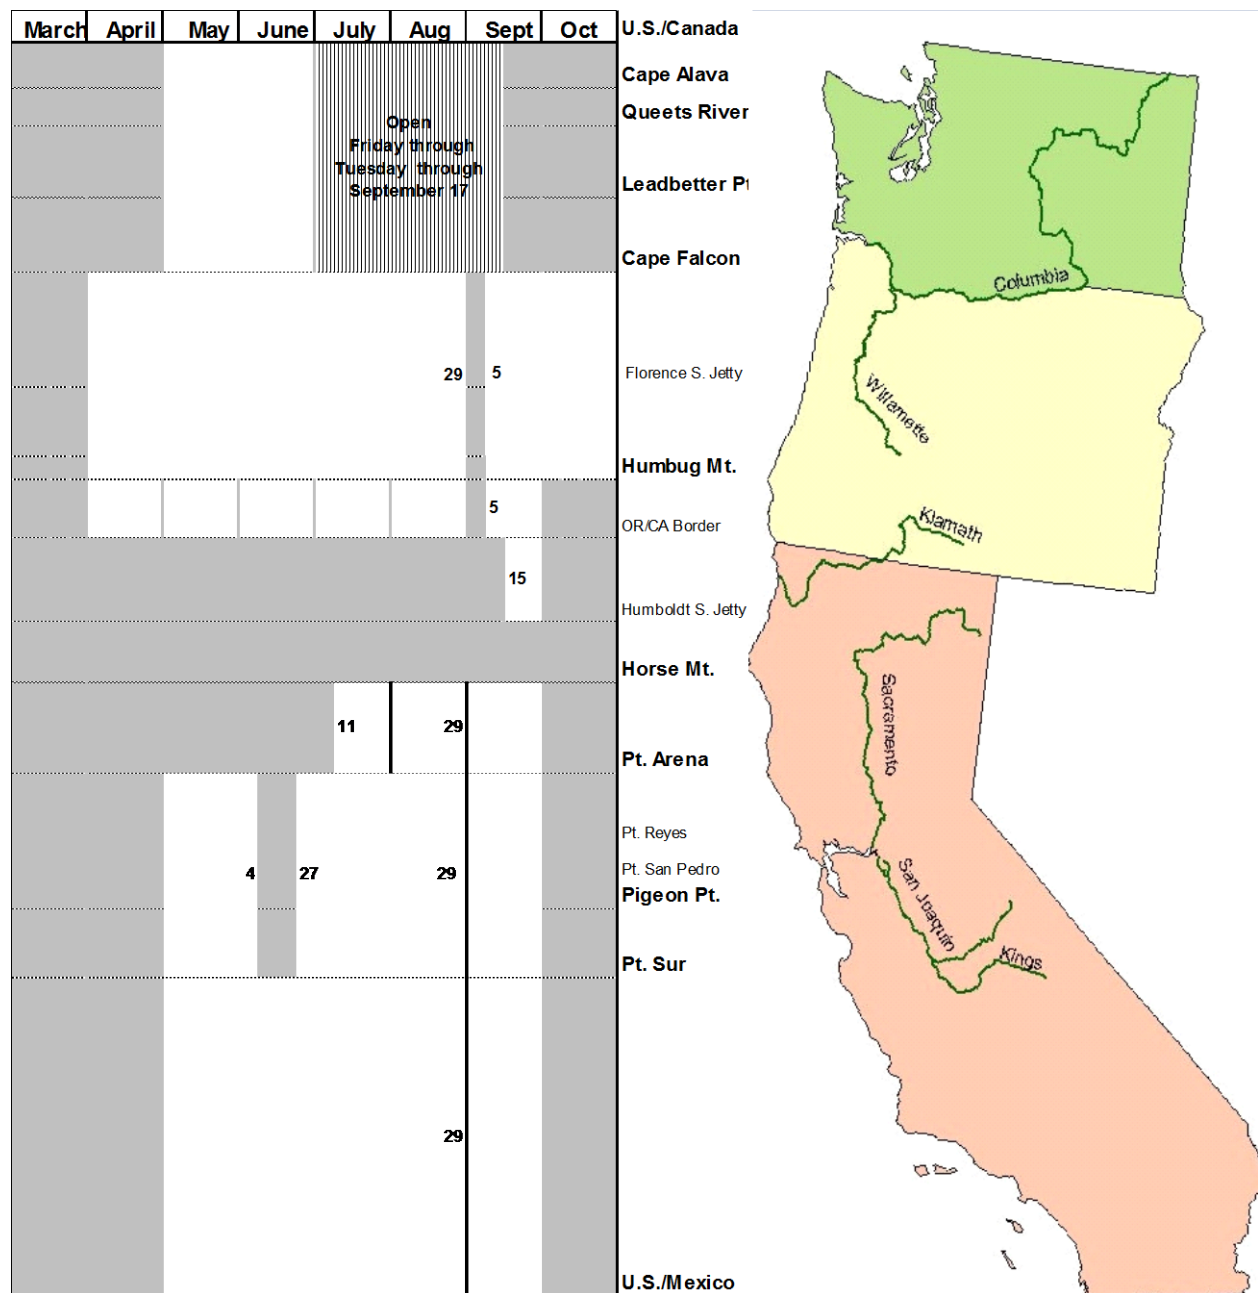 March April May June July Aug Sept Oct
U.S./Canada
Cape Alava
Queets River
Open
Friday through
Tuesday through
September 17
Leadbetter Pt
Cape Falcon
29 5
Florence S. Jetty
Humbug Mt.
5
OR/CA Border
15
Humboldt S. Jetty
Horse Mt.
11 29
Pt. Arena
Pt. Reyes
4 27 29
Pt. San Pedro
Pigeon Pt.
Pt. Sur
29
U.S./Mexico
Columbia
Willamette
Klamath
Sacramento
San Joaquin
Kings